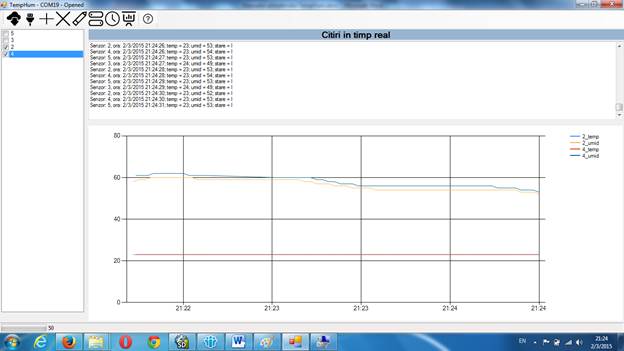 TempHum - COM19 - Opened
5
3
2
4
Citiri in timp real
Senzor: 2, ora: 2/3/2015 21:24:26; temp = 23; umid = 53; stare = I
Senzor: 4, ora: 2/3/2015 21:24:26; temp = 23; umid = 54; stare = I
Senzor: 5, ora: 2/3/2015 21:24:27; temp = 23; umid = 53; stare = I
Senzor: 3, ora: 2/3/2015 21:24:27; temp = 24; umid = 49; stare = I
Senzor: 2, ora: 2/3/2015 21:24:28; temp = 23; umid = 53; stare = I
Senzor: 4, ora: 2/3/2015 21:24:28; temp = 23; umid = 54; stare = I
Senzor: 5, ora: 2/3/2015 21:24:29; temp = 23; umid = 53; stare = I
Senzor: 3, ora: 2/3/2015 21:24:29; temp = 24; umid = 49; stare = I
Senzor: 2, ora: 2/3/2015 21:24:30; temp = 23; umid = 52; stare = I
Senzor: 4, ora: 2/3/2015 21:24:30; temp = 23; umid = 53; stare = I
Senzor: 5, ora: 2/3/2015 21:24:31; temp = 23; umid = 53; stare = I
80
60
40
20
0
21:22
21:23
21:23
21:24
21:24
2_temp
2_umid
4_temp
4_umid
50
EN
21:24
2/3/2015